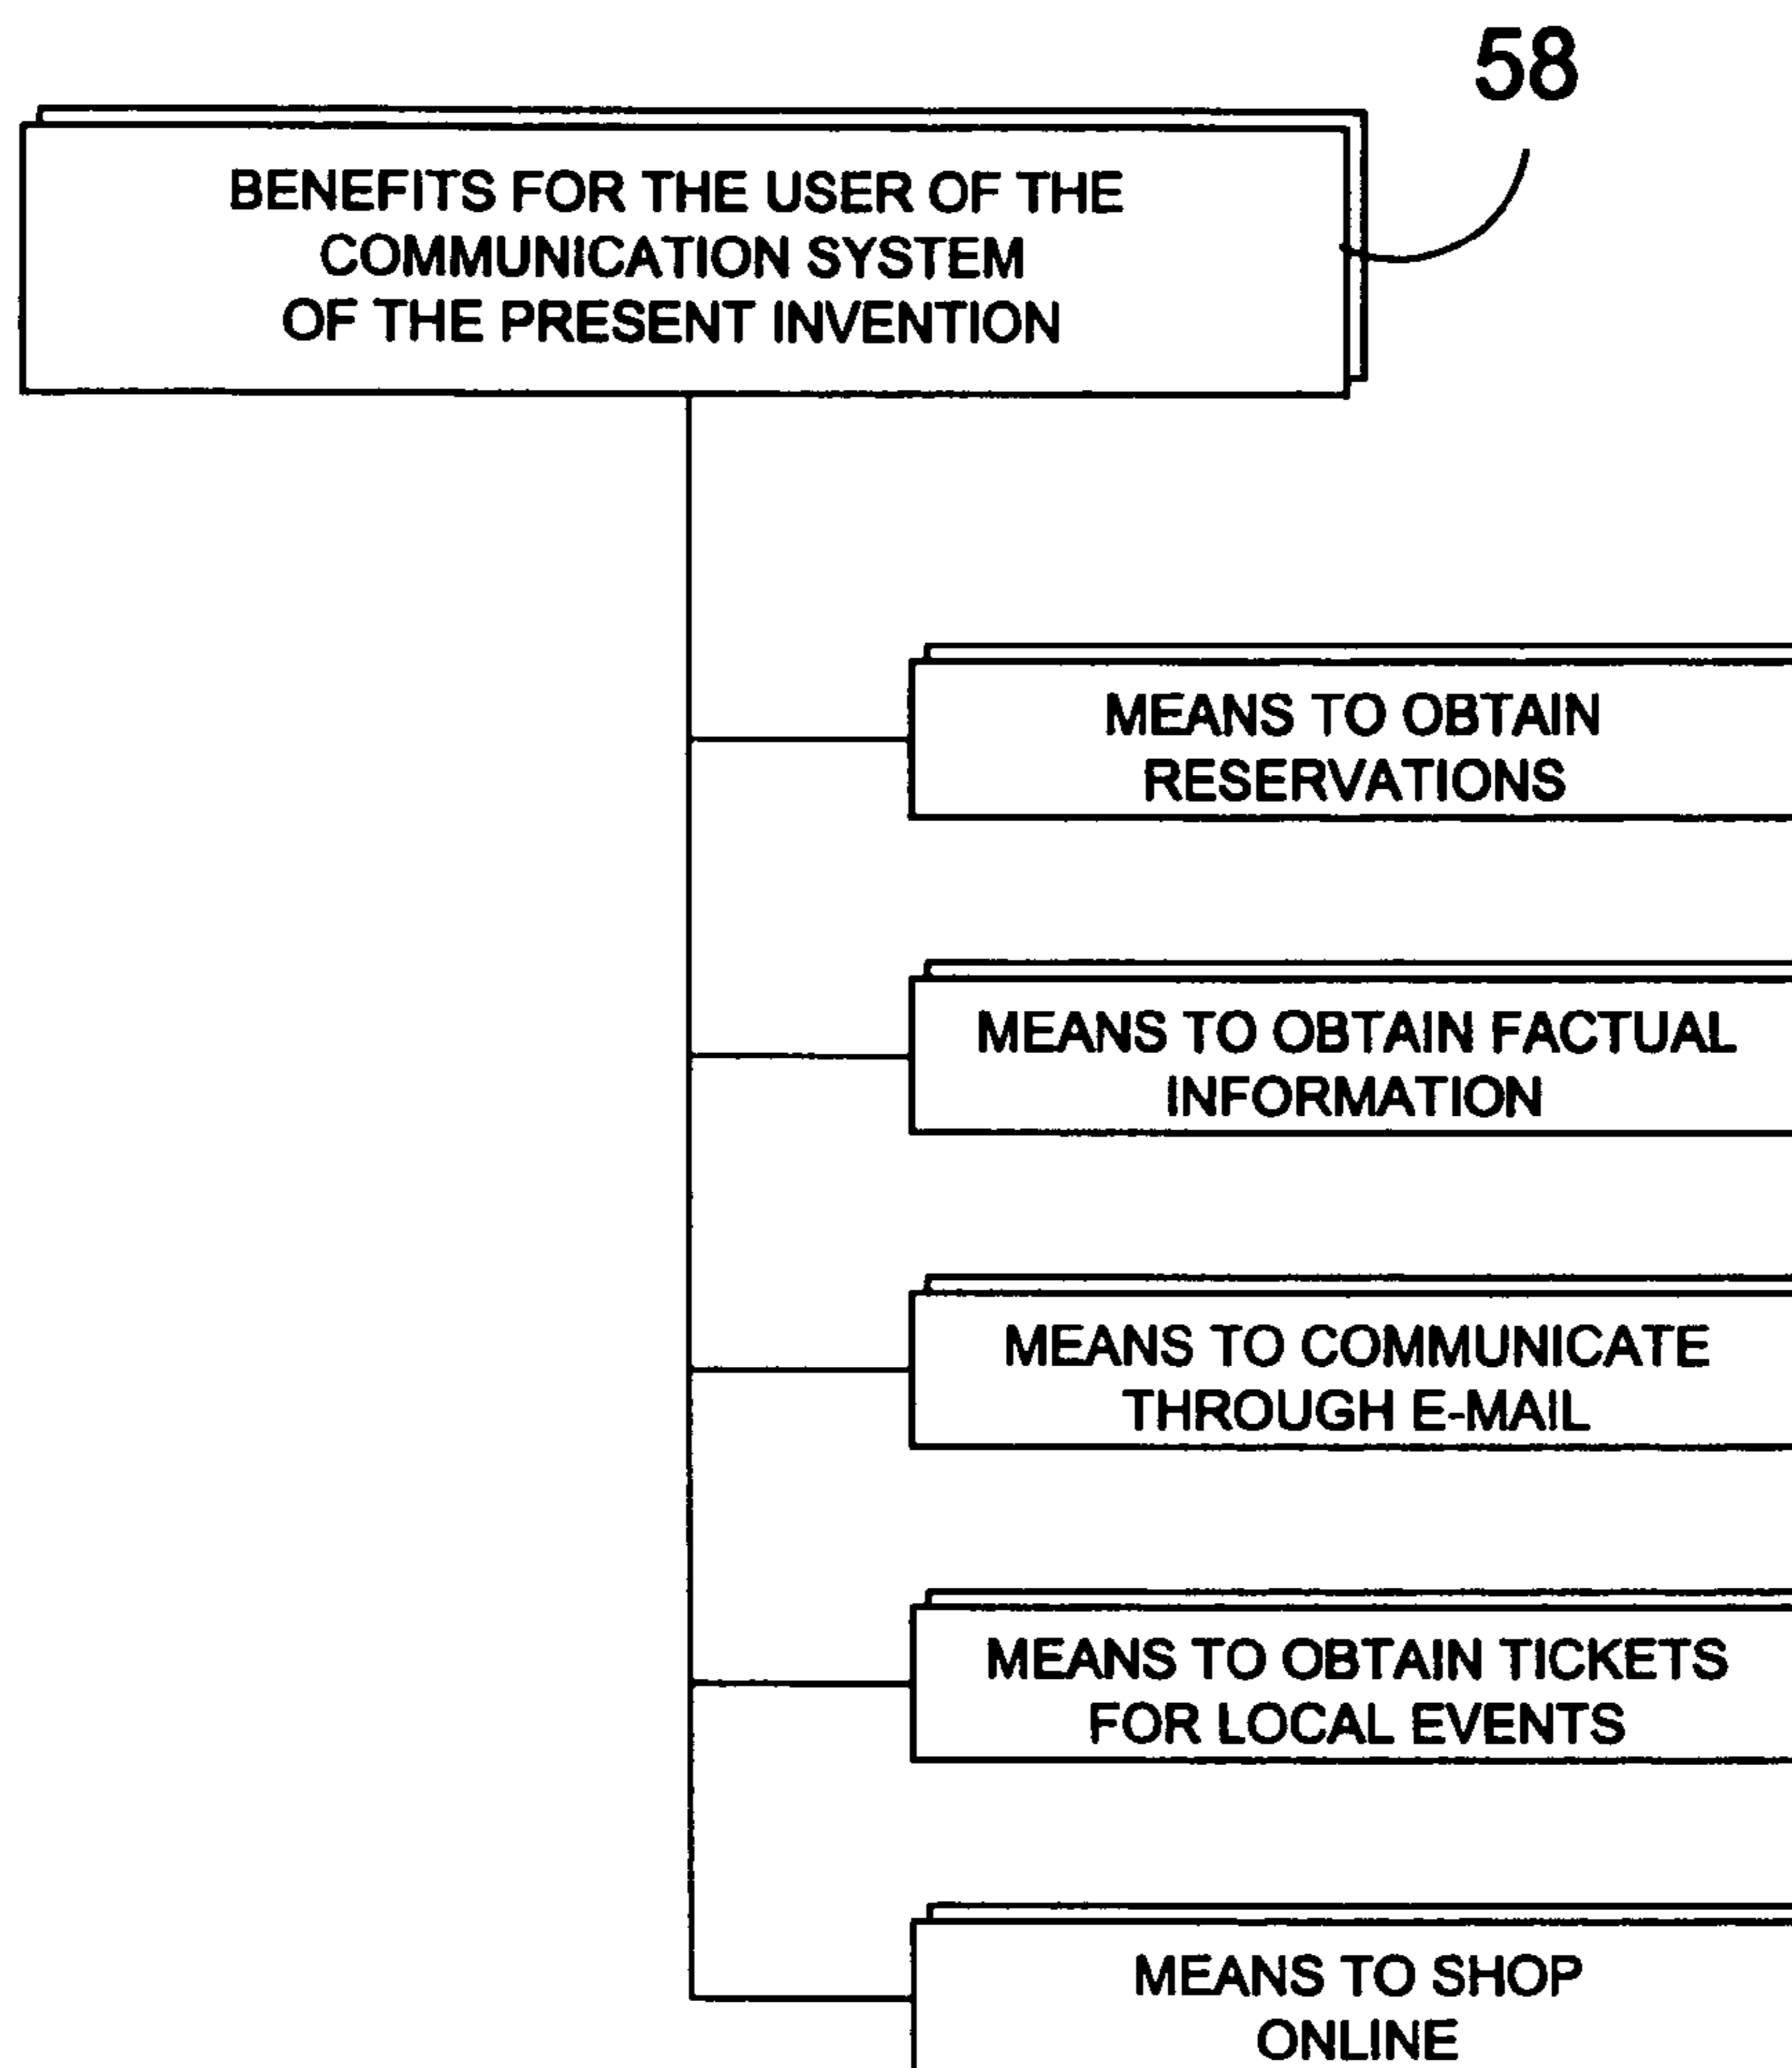 58
BENEFITS FOR THE USER OF THE
COMMUNICATION SYSTEM
OF THE PRESENT INVENTION
MEANS TO OBTAIN
RESERVATIONS
MEANS TO OBTAIN FACTUAL
INFORMATION
MEANS TO COMMUNICATE
THROUGH E-MAIL
MEANS TO OBTAIN TICKETS
FOR LOCAL EVENTS
MEANS TO SHOP
ONLINE